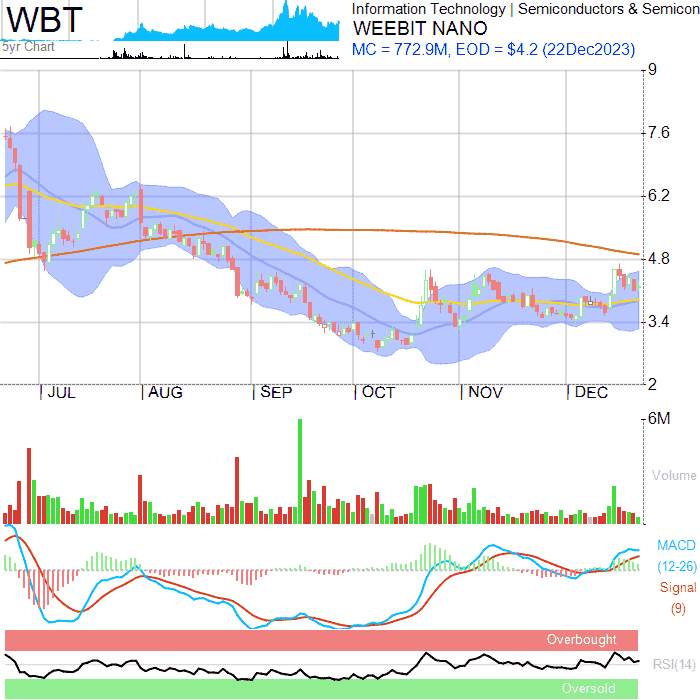 WBT
5yr Chart
Information Technology | Semiconductors & Semicon
WEEBIT NANO
MC = 772.9M, EOD = $4.2 (22Dec2023)
9
7.6
6.2
4.8
3.4
2
JUL
AUG
SEP
OCT
NOV
DEC
6M
Volume
MACD
(12-26)
Signal
(9)
Overbought
RSI(14)
Oversold